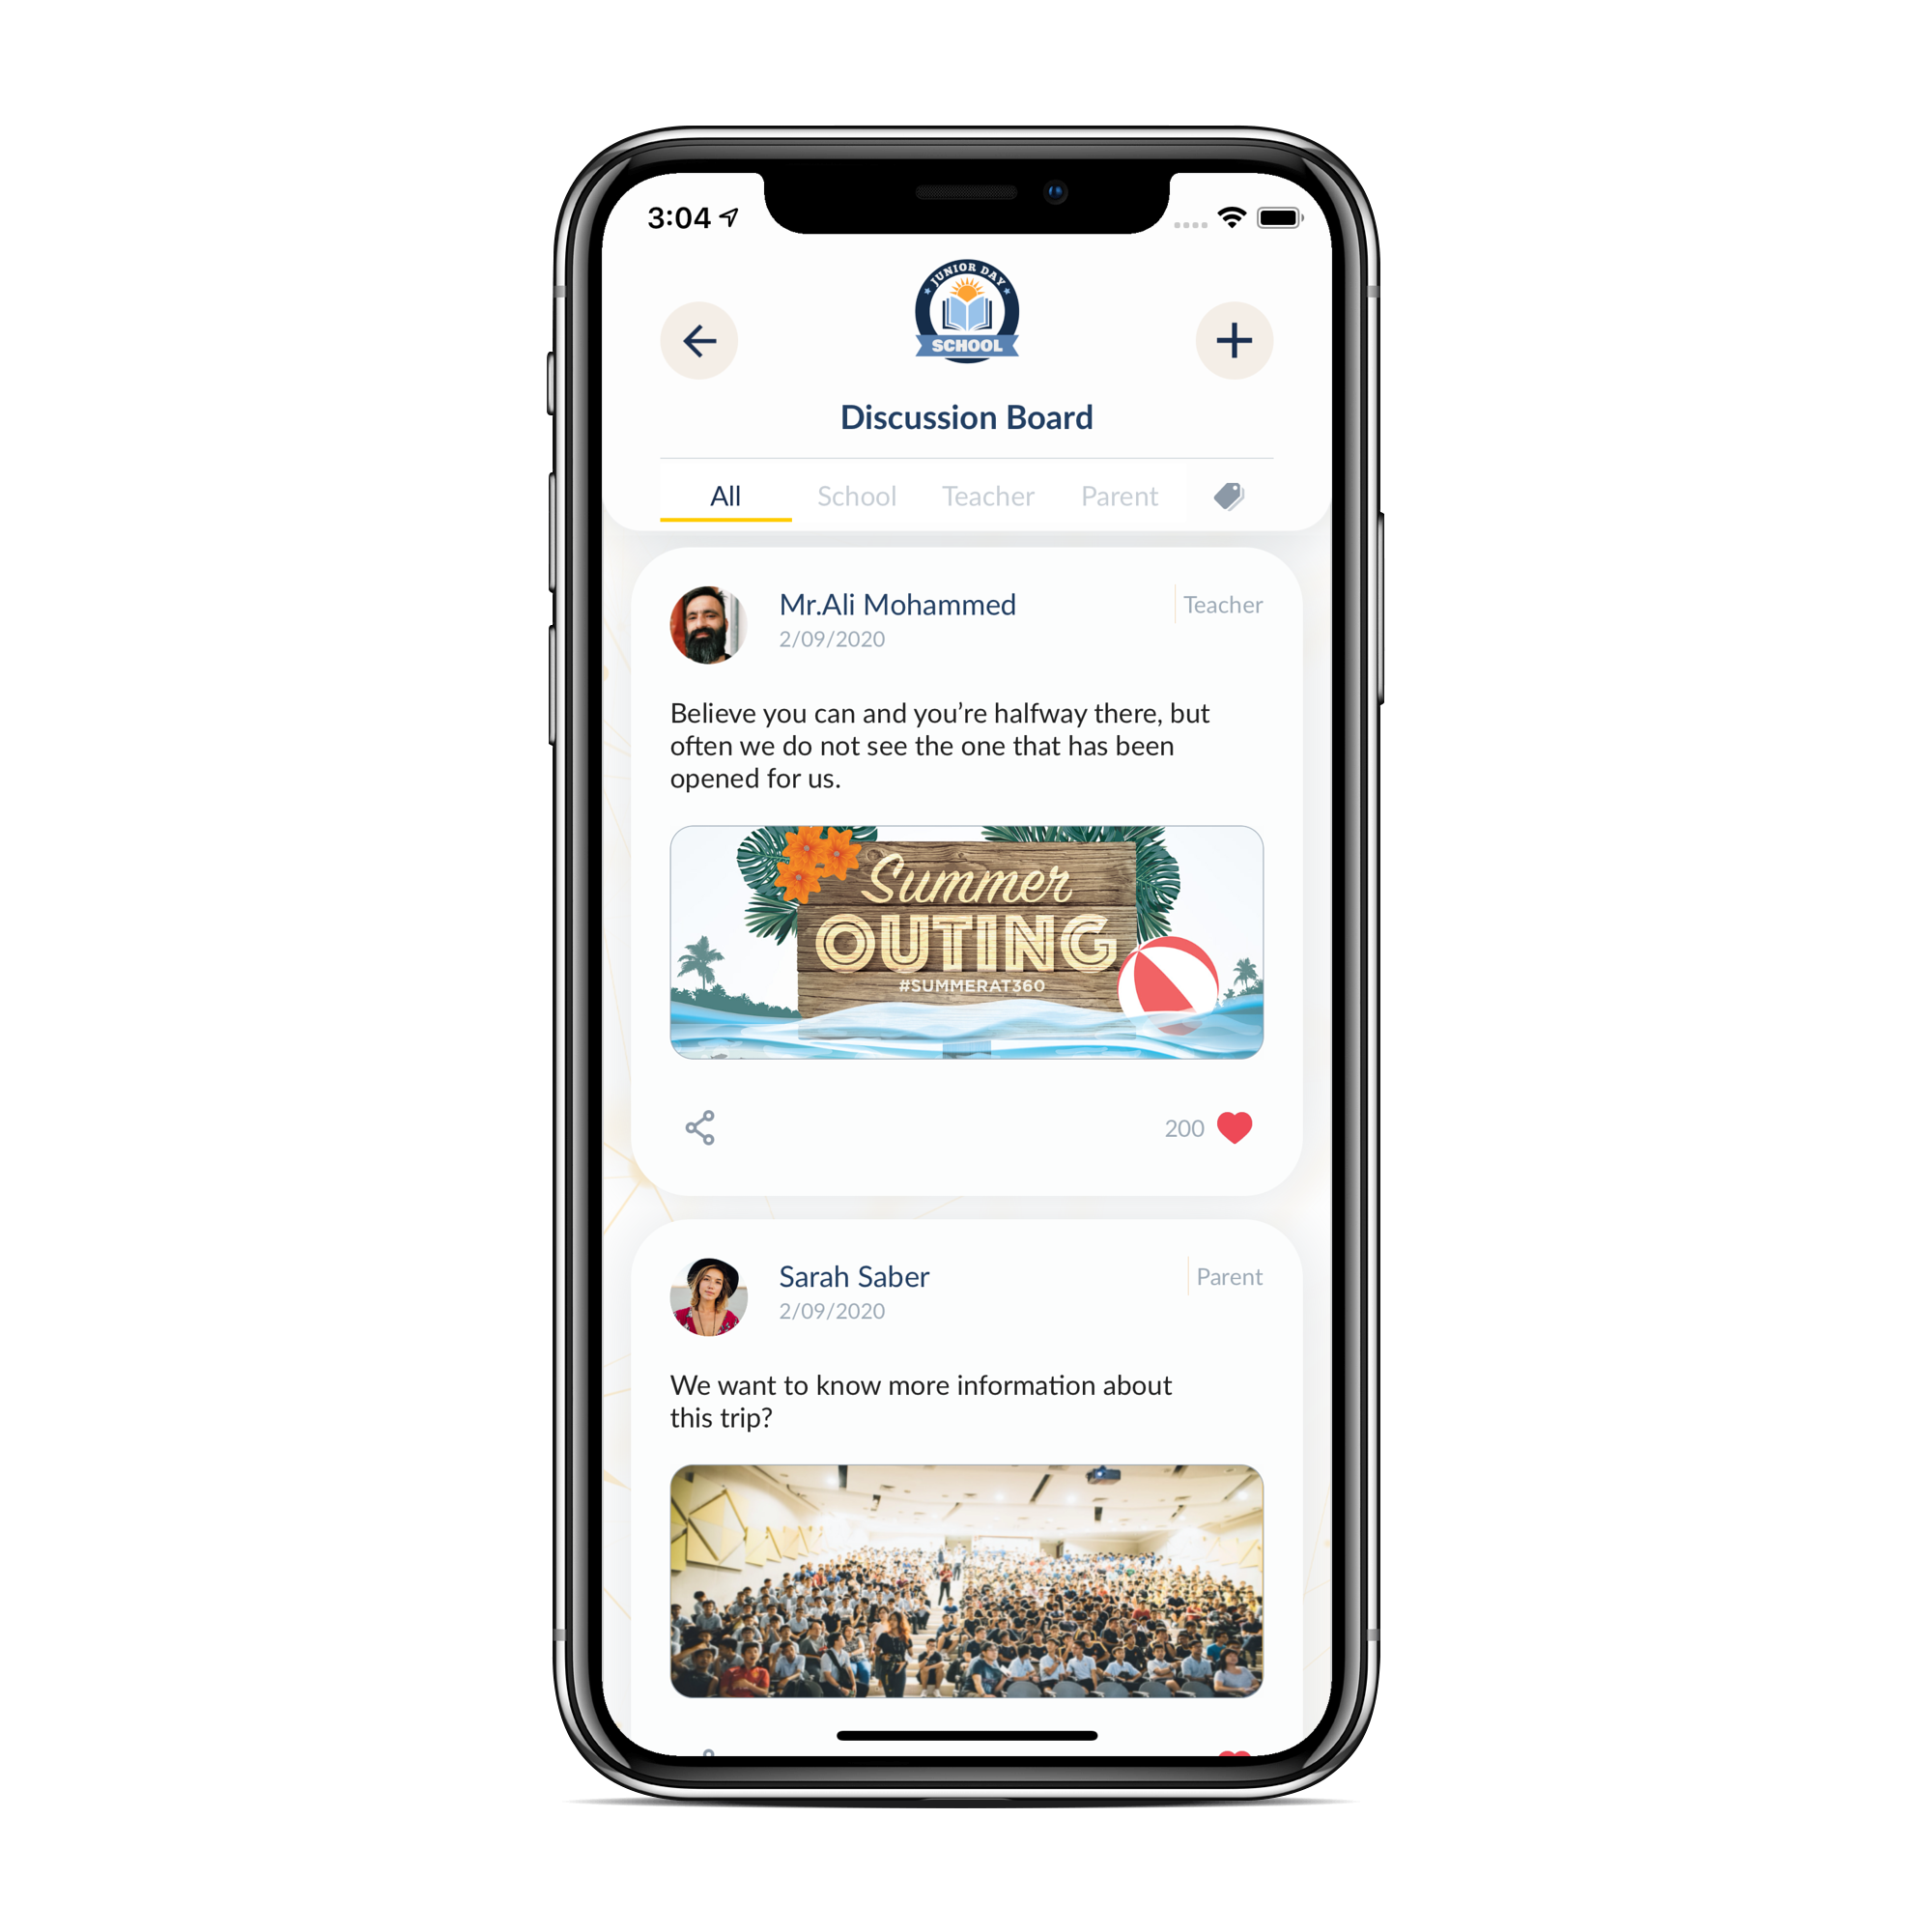 3:04
JUNIOR DAY
SCHOOL
Discussion Board
All School Teacher Parent
Mr.Ali Mohammed Teacher
2/09/2020
Believe you can and you’re halfway there, but
often we do not see the one that has been
opened for us.
Summer
OUTING
#SUMMERAT360
200
Sarah Saber Parent
2/09/2020
We want to know more information about
this trip?